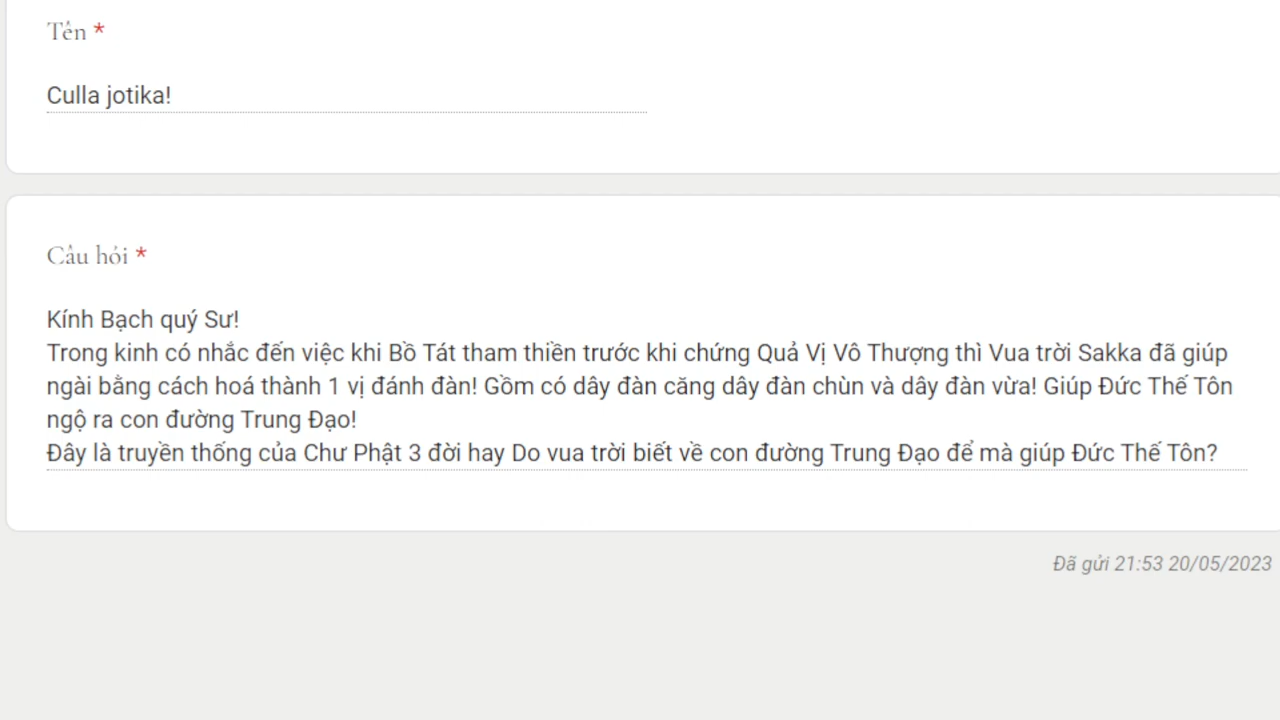 Tên *
Culla jotika!
Câu hỏi *
Kính Bạch quý Sư!
Trong kinh có nhắc đến việc khi Bồ Tát tham thiền trước khi chứng Quả Vị Vô Thượng thì Vua trời Sakka đã giúp
ngài bằng cách hoá thành 1 vị đánh đàn! Gồm có dây đàn căng dây đàn chùn và dây đàn vừa! Giúp Đức Thế Tôn
ngộ ra con đường Trung Đạo!
Đây là truyền thống của Chư Phật 3 đời hay Do vua trời biết về con đường Trung Đạo để mà giúp Đức Thế Tôn?
Đã gửi 21:53 20/05/2023